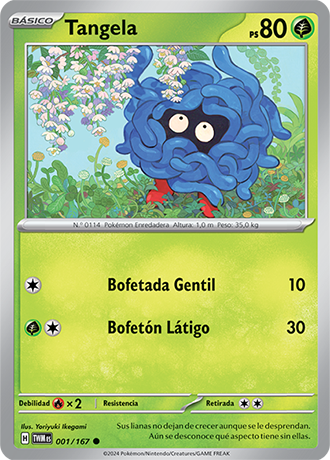 BÁSICO
Tangela
PS 80
N.º 0114 Pokémon Enredadera Altura: 1,0 m Peso: 35,0 kg
Bofetada Gentil 10
Bofetón Látigo 30
Debilidad × 2 Resistencia Retirada
Ilus. Yoriyuki Ikegami
H TWM ES 001/167
Sus lianas no dejan de crecer aunque se le desprendan.
Aún se desconoce qué aspecto tiene sin ellas.
©2024 Pokémon/Nintendo/Creatures/GAME FREAK